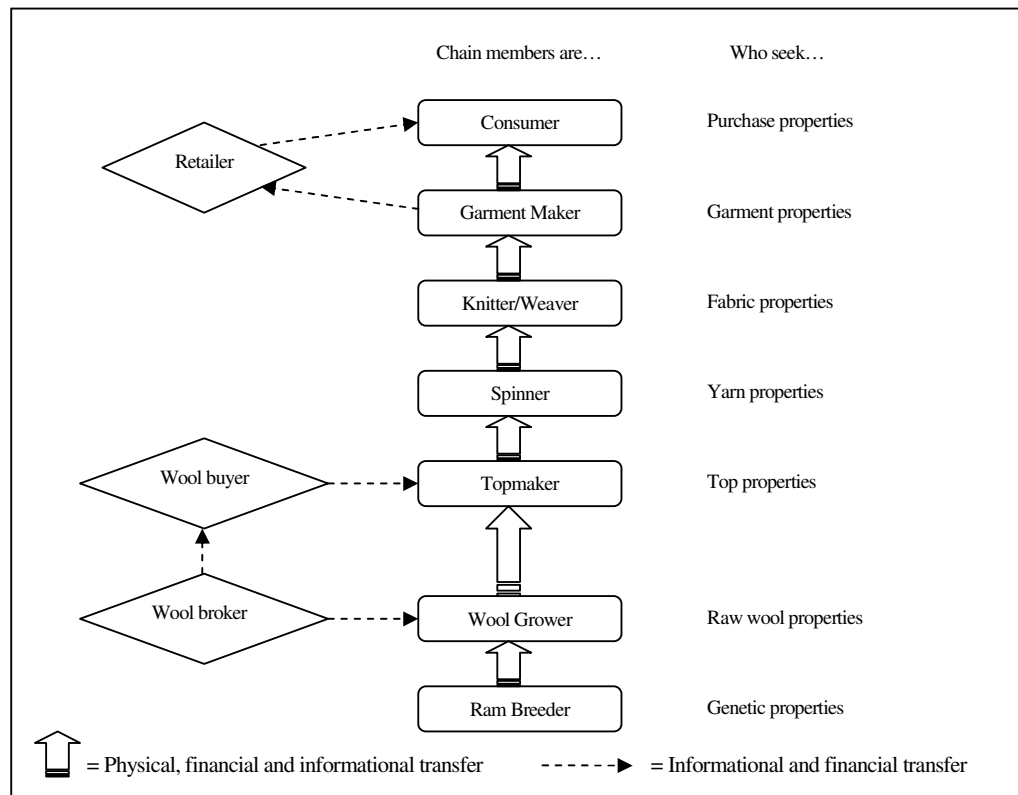 Chain members are… Who seek…
Consumer Purchase properties
Retailer
Garment Maker Garment properties
Knitter/Weaver Fabric properties
Spinner Yarn properties
Wool buyer Topmaker Top properties
Wool broker Wool Grower Raw wool properties
Ram Breeder Genetic properties
= Physical, financial and informational transfer = Informational and financial transfer